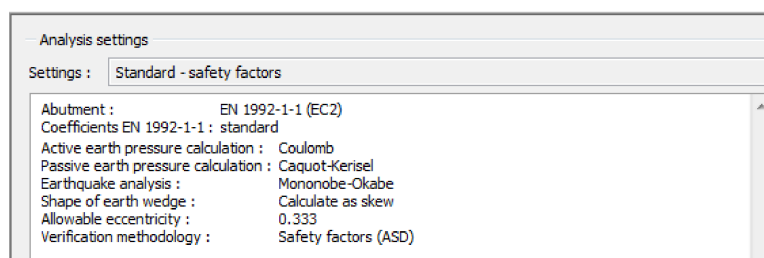 Analysis settings
Settings : Standard - safety factors
Abutment : EN 1992-1-1 (EC2)
Coefficients EN 1992-1-1 : standard
Active earth pressure calculation : Coulomb
Passive earth pressure calculation : Caquot-Kerisel
Earthquake analysis : Mononobe-Okabe
Shape of earth wedge : Calculate as skew
Allowable eccentricity : 0.333
Verification methodology : Safety factors (ASD)